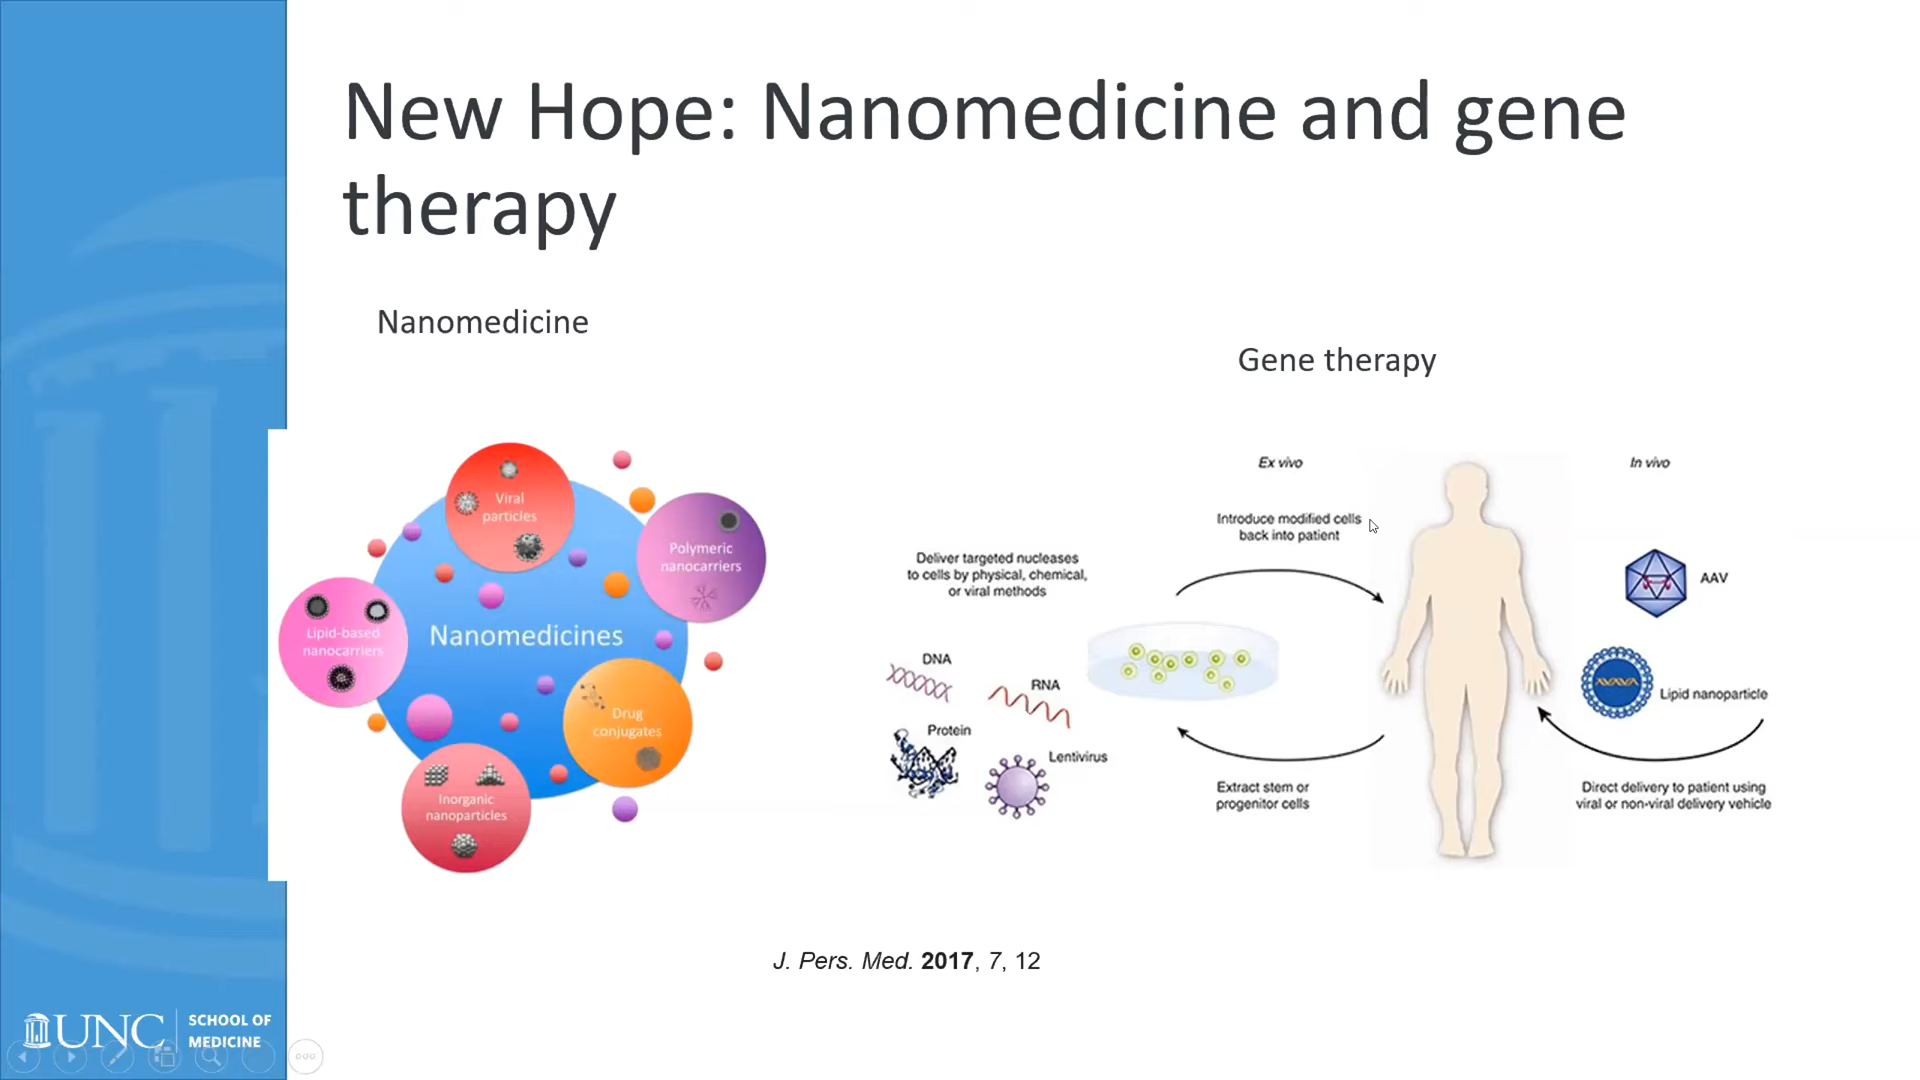 New Hope: Nanomedicine and gene
therapy
Nanomedicine
Gene therapy
Viral
particles
Polymeric
nanocarriers
Lipid-based
nanocarriers
Nanomedicines
Drug
conjugates
Inorganic
nanoparticles
Ex vivo
In vivo
Introduce modified cells
back into patient
Deliver targeted nucleases
to cells by physical, chemical,
or viral methods
AAV
DNA
RNA
Lipid nanoparticle
Protein
Lentivirus
Extract stem or
progenitor cells
Direct delivery to patient using
viral or non-viral delivery vehicle
J. Pers. Med. 2017, 7, 12
UNC
SCHOOL OF
MEDICINE